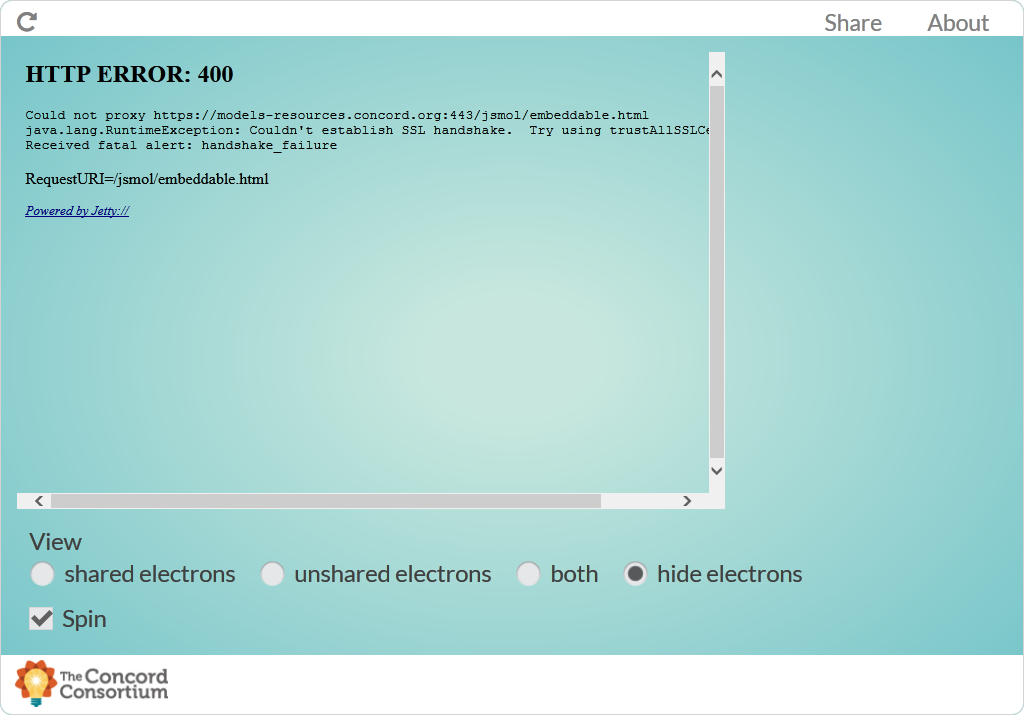 Share About
HTTP ERROR: 400
Could not proxy https://models-resources.concord.org:443/jsmol/embeddable.html
java.lang.RuntimeException: Couldn't establish SSL handshake.  Try using trustAllSSLCe
Received fatal alert: handshake_failure
RequestURI=/jsmol/embeddable.html
Powered by Jetty://
View
shared electrons unshared electrons both hide electrons
Spin
The Concord
Consortium